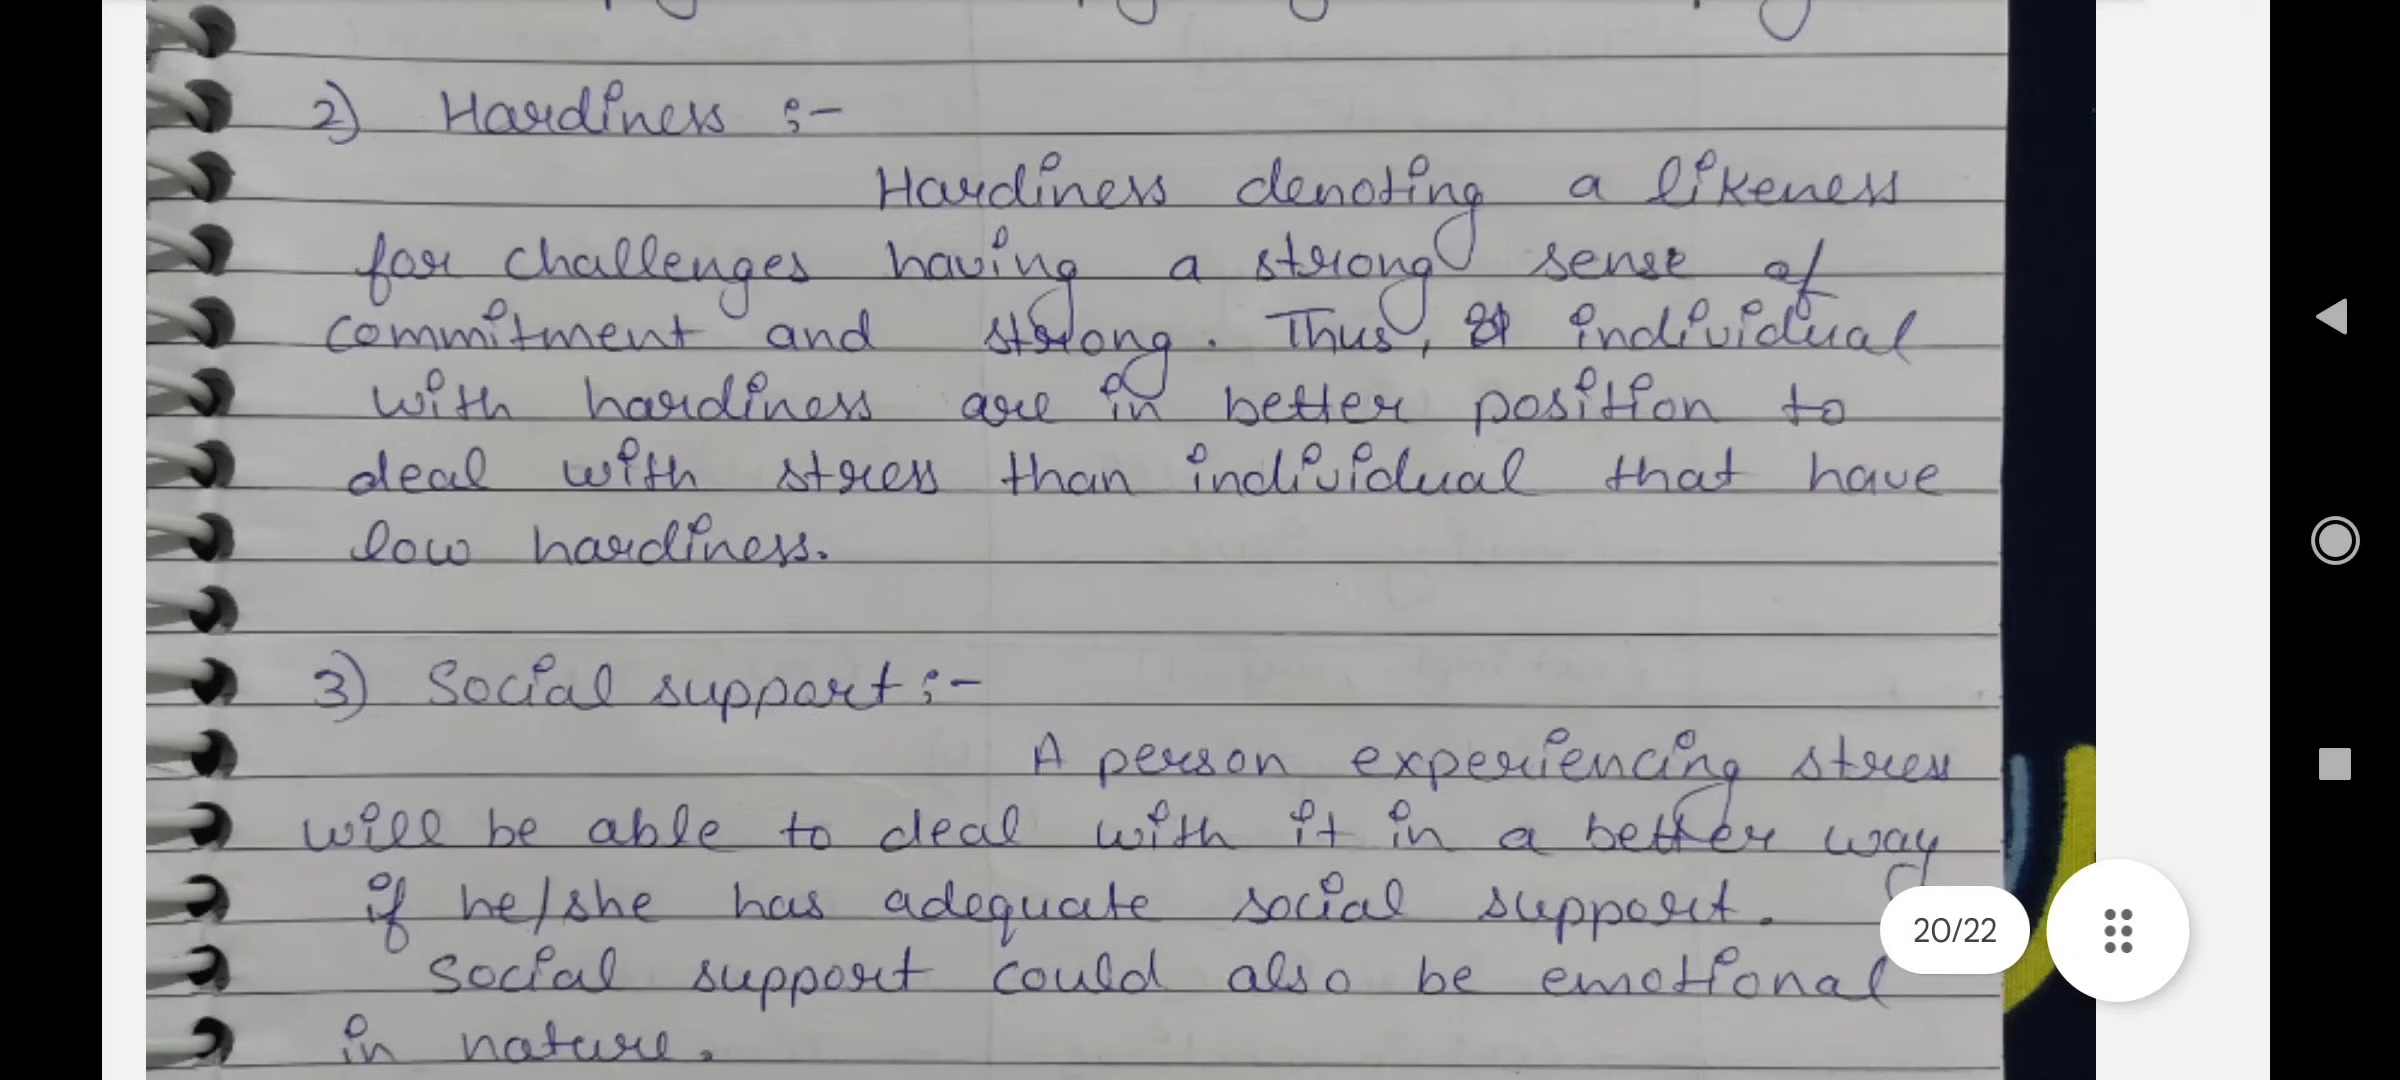 2) Hardiness :-
Hardiness denoting a likeness
for challenges having a strong sense of
commitment and strong. Thus, individual
with hardiness are in better position to
deal with stress than individual that have
low hardiness.
3) Social support :-
A person experiencing stress
will be able to deal with it in a better way
if he/she has adequate social support.
Social support could also be emotional
in nature.
20/22